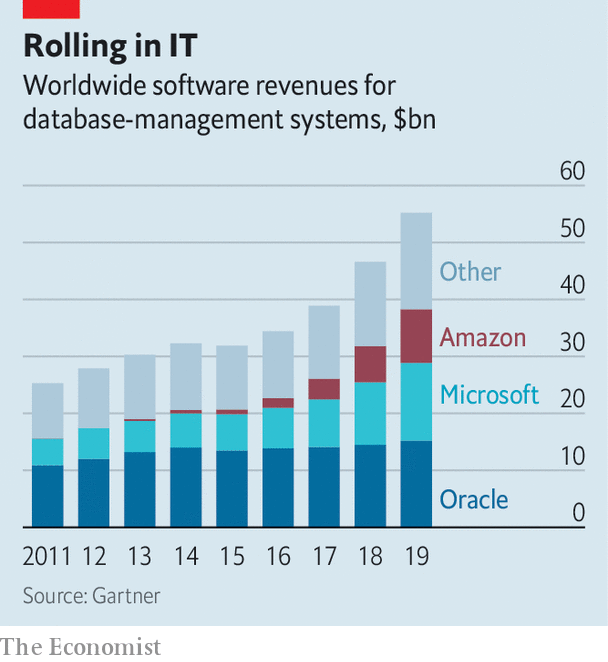 Rolling in IT
Worldwide software revenues for
database-management systems, $bn
60
50
Other
40
Amazon
30
Microsoft
20
10
Oracle
0
2011 12 13 14 15 16 17 18 19
Source: Gartner
The Economist